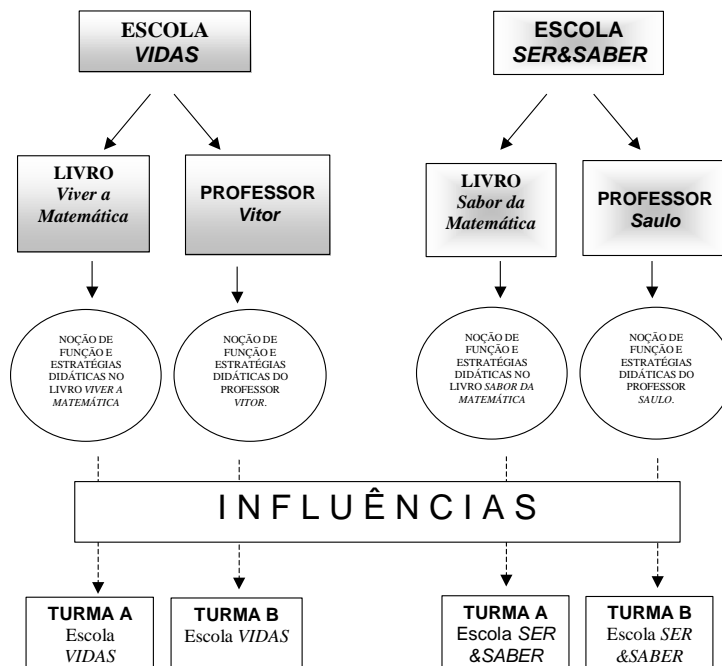 ESCOLA
VIDAS
ESCOLA
SER&SABER
LIVRO
Viver a
Matemática
PROFESSOR
Vitor
LIVRO
Sabor da
Matemática
PROFESSOR
Saulo
NOÇÃO DE
FUNÇÃO E
ESTRATÉGIAS
DIDÁTICAS NO
LIVRO VIVER A
MATEMÁTICA
NOÇÃO DE
FUNÇÃO E
ESTRATÉGIAS
DIDÁTICAS DO
PROFESSOR
VITOR.
NOÇÃO DE
FUNÇÃO E
ESTRATÉGIAS
DIDÁTICAS NO
LIVRO SABOR DA
MATEMÁTICA
NOÇÃO DE
FUNÇÃO E
ESTRATÉGIAS
DIDÁTICAS DO
PROFESSOR
SAULO.
INFLUÊNCIAS
TURMA A
Escola
VIDAS
TURMA B
Escola VIDAS
TURMA A
Escola SER
&SABER
TURMA B
Escola SER
&SABER